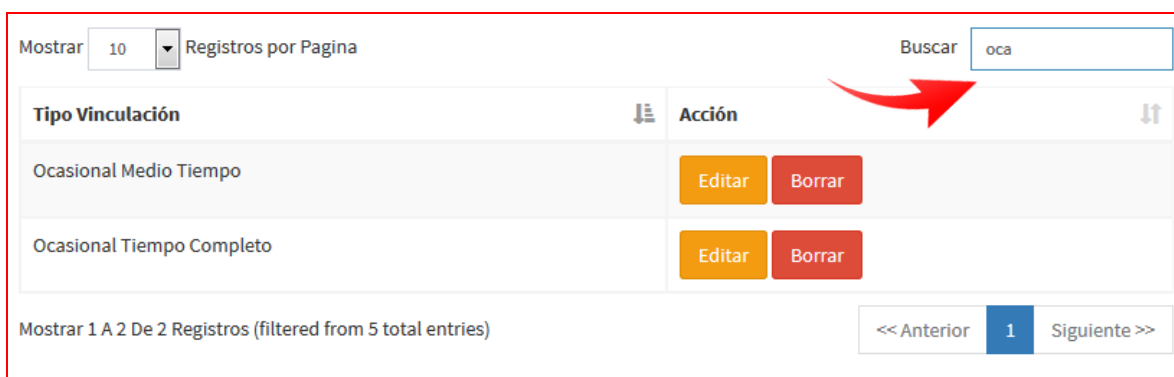 Mostrar 10 Registros por Pagina Buscar oca
Tipo Vinculación Acción
Ocasional Medio Tiempo Editar Borrar
Ocasional Tiempo Completo Editar Borrar
Mostrar 1 A 2 De 2 Registros (filtered from 5 total entries) << Anterior 1 Siguiente >>